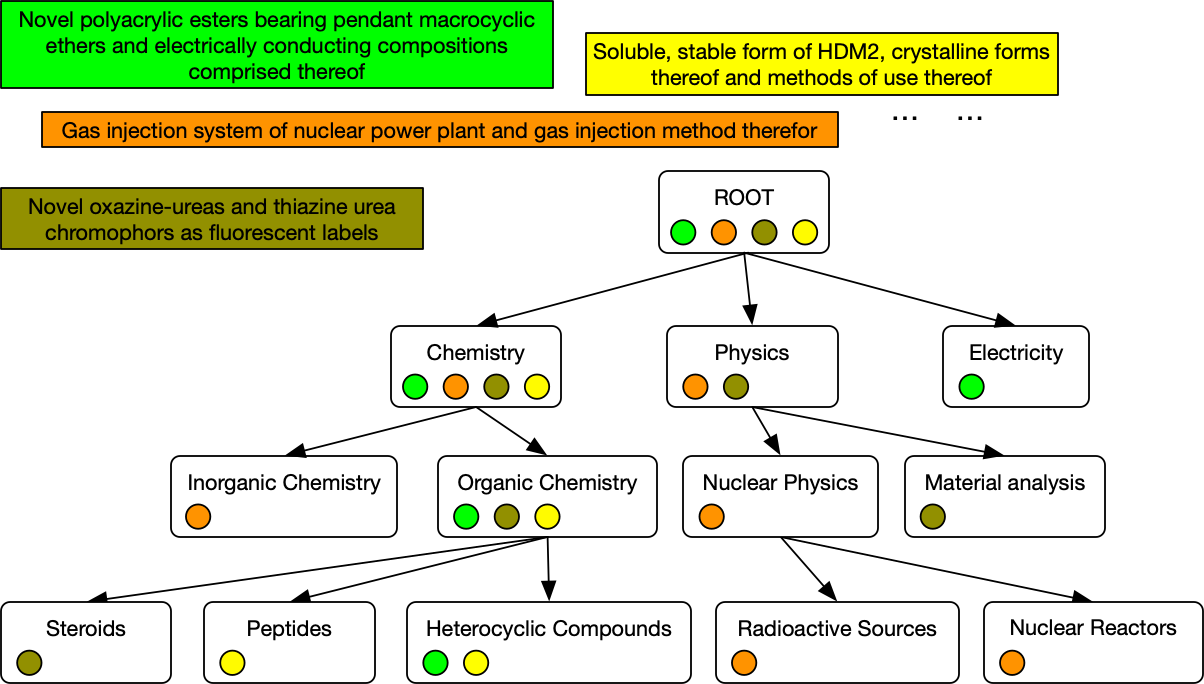 Novel polyacrylic esters bearing pendant macrocyclic
ethers and electrically conducting compositions
comprised thereof
Soluble, stable form of HDM2, crystalline forms
thereof and methods of use thereof
Gas injection system of nuclear power plant and gas injection method therefor
... ...
Novel oxazine-ureas and thiazine urea
chromophors as fluorescent labels
ROOT
Chemistry
Physics
Electricity
Inorganic Chemistry
Organic Chemistry
Nuclear Physics
Material analysis
Steroids
Peptides
Heterocyclic Compounds
Radioactive Sources
Nuclear Reactors